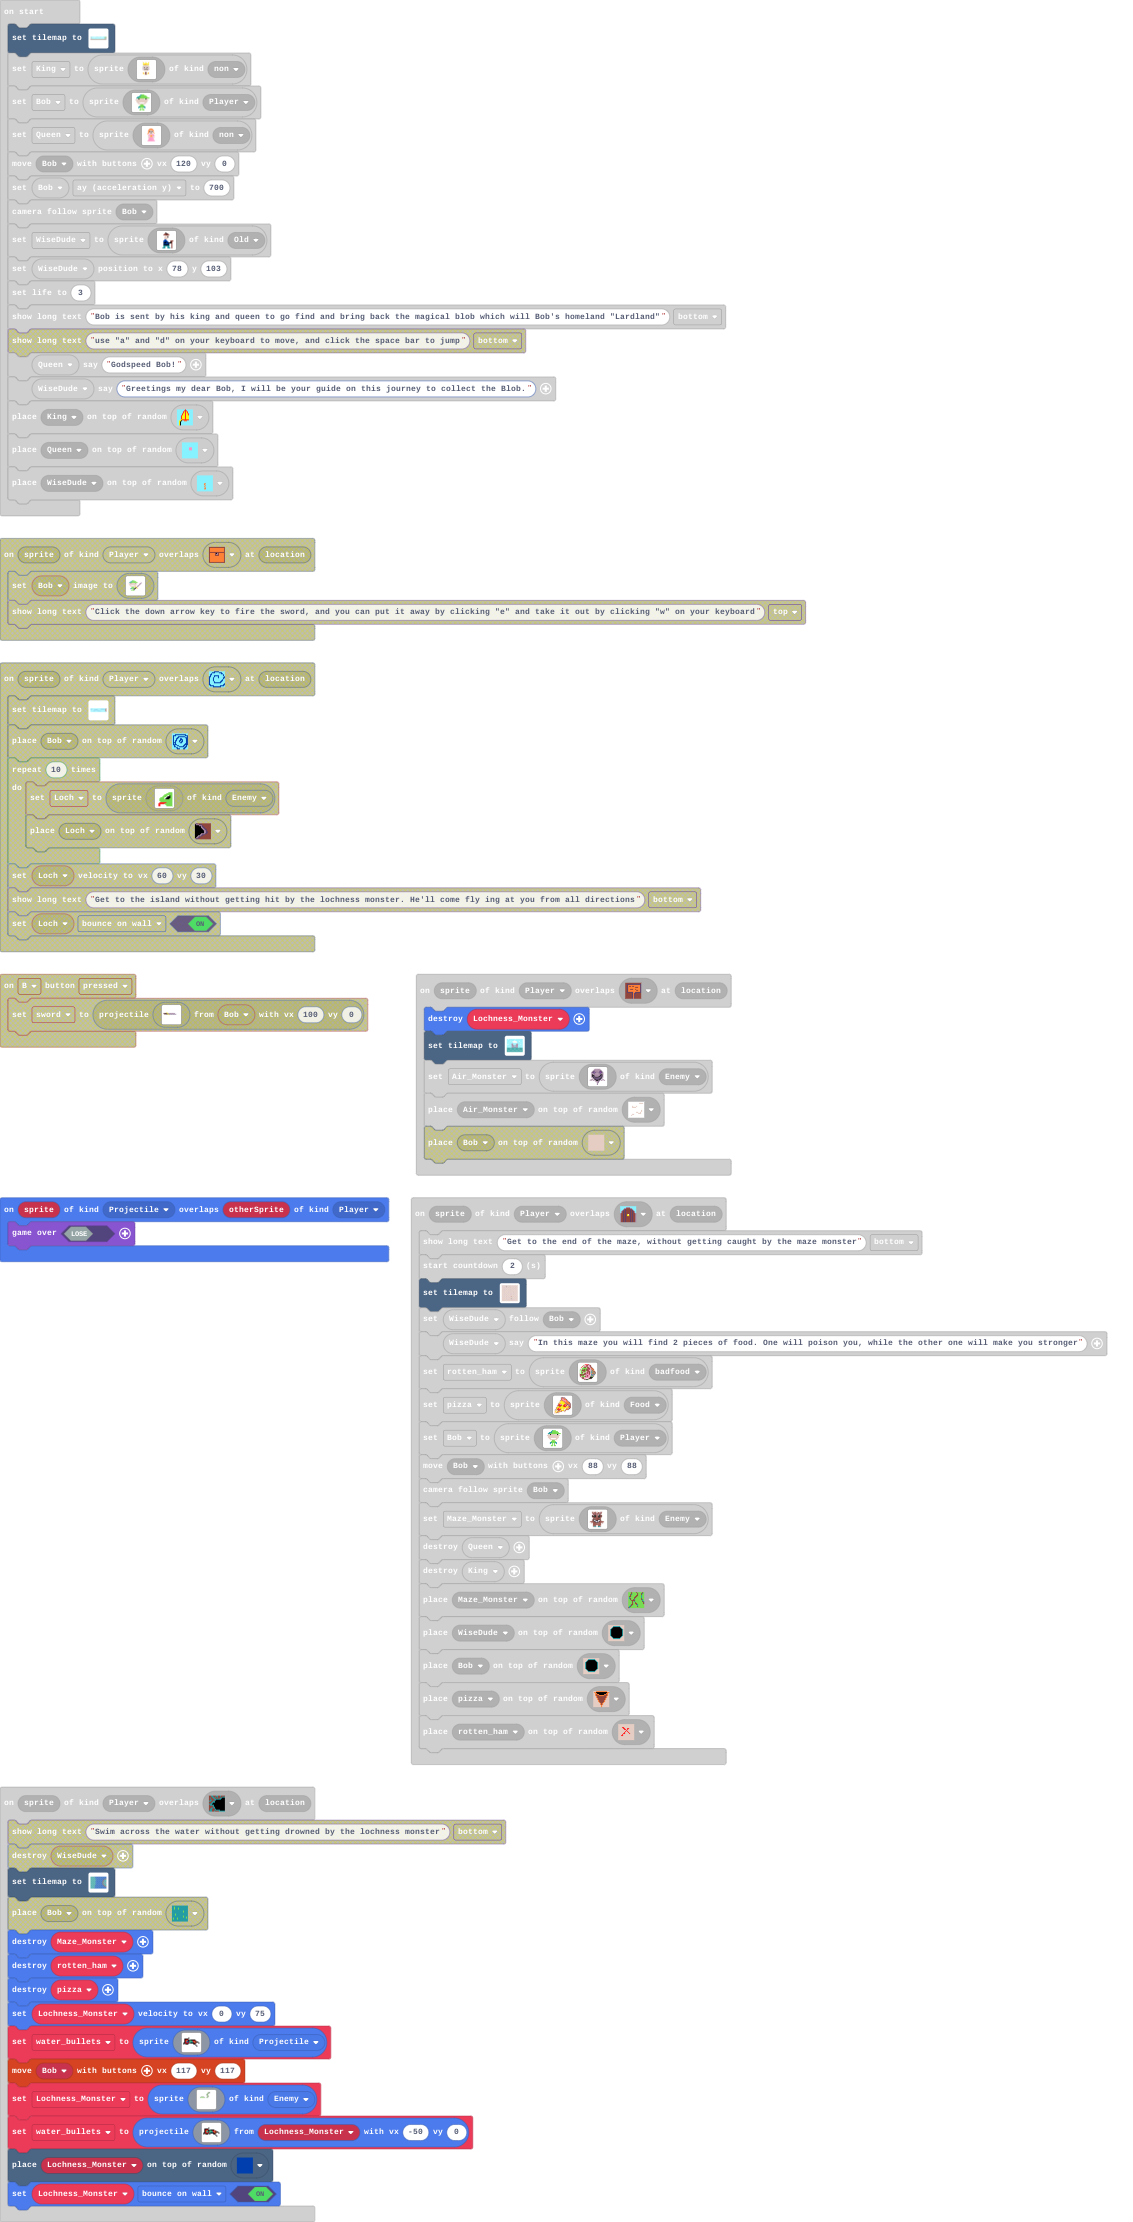 on start
set tilemap to
set King to sprite of kind non
set Bob to sprite of kind Player
set Queen to sprite of kind non
move Bob with buttons vx 120 vy 0
set Bob ay (acceleration y) to 700
camera follow sprite Bob
set WiseDude to sprite of kind Old
set WiseDude position to x 78 y 103
set life to 3
show long text "Bob is sent by his king and queen to go find and bring back the magical blob which will Bob's homeland "Lardland"" bottom
show long text "use "a" and "d" on your keyboard to move, and click the space bar to jump" bottom
Queen say "Godspeed Bob!"
WiseDude say "Greetings my dear Bob, I will be your guide on this journey to collect the Blob."
place King on top of random
place Queen on top of random
place WiseDude on top of random
on sprite of kind Player overlaps at location
set Bob image to
show long text "Click the down arrow key to fire the sword, and you can put it away by clicking "e" and take it out by clicking "w" on your keyboard" top
on sprite of kind Player overlaps at location
set tilemap to
place Bob on top of random
repeat 10 times
do
set Loch to sprite of kind Enemy
place Loch on top of random
set Loch velocity to vx 60 vy 30
show long text "Get to the island without getting hit by the lochness monster. He'll come fly ing at you from all directions" bottom
set Loch bounce on wall ON
on B button pressed
set sword to projectile from Bob with vx 100 vy 0
on sprite of kind Player overlaps at location
destroy Lochness_Monster
set tilemap to
set Air_Monster to sprite of kind Enemy
place Air_Monster on top of random
place Bob on top of random
on sprite of kind Projectile overlaps otherSprite of kind Player
game over LOSE
on sprite of kind Player overlaps at location
show long text "Get to the end of the maze, without getting caught by the maze monster" bottom
start countdown 2 (s)
set tilemap to
set WiseDude follow Bob
WiseDude say "In this maze you will find 2 pieces of food. One will poison you, while the other one will make you stronger"
set rotten_ham to sprite of kind badfood
set pizza to sprite of kind Food
set Bob to sprite of kind Player
move Bob with buttons vx 88 vy 88
camera follow sprite Bob
set Maze_Monster to sprite of kind Enemy
destroy Queen
destroy King
place Maze_Monster on top of random
place WiseDude on top of random
place Bob on top of random
place pizza on top of random
place rotten_ham on top of random
on sprite of kind Player overlaps at location
show long text "Swim across the water without getting drowned by the lochness monster" bottom
destroy WiseDude
set tilemap to
place Bob on top of random
destroy Maze_Monster
destroy rotten_ham
destroy pizza
set Lochness_Monster velocity to vx 0 vy 75
set water_bullets to sprite of kind Projectile
move Bob with buttons vx 117 vy 117
set Lochness_Monster to sprite of kind Enemy
set water_bullets to projectile from Lochness_Monster with vx -50 vy 0
place Lochness_Monster on top of random
set Lochness_Monster bounce on wall ON